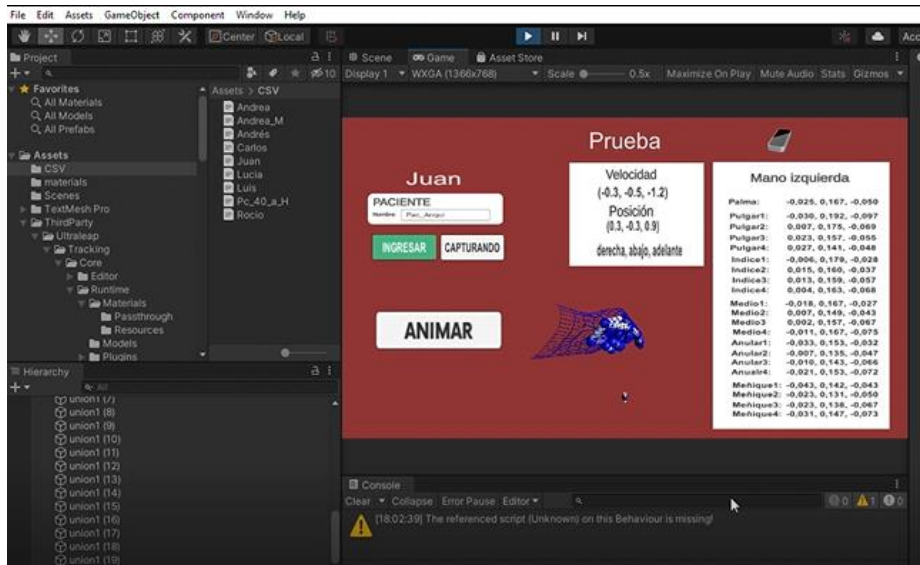 File Edit Assets GameObject Component Window Help
Center Local
Acc
Project
10
Favorites
All Materials
All Models
All Prefabs
Assets
CSV
materials
Scenes
TextMesh Pro
ThirdParty
Ultraleap
Tracking
Core
Editor
Runtime
Materials
Passthrough
Resources
Models
Plugins
Assets > CSV
Andrea
Andrea_M
Andrés
Carlos
Juan
Lucia
Luis
Pc_40_a_H
Rocio
Hierarchy
All
union1 (7)
union1 (8)
union1 (9)
union1 (10)
union1 (11)
union1 (12)
union1 (13)
union1 (14)
union1 (15)
union1 (16)
union1 (17)
union1 (18)
union1 (19)
Scene Game Asset Store
Display 1 WXGA (1366x768) Scale 0.5x Maximize On Play Mute Audio Stats Gizmos
Juan
PACIENTE
Nombre Pac_Angui
INGRESAR CAPTURANDO
ANIMAR
Prueba
Velocidad
(-0.3, -0.5, -1.2)
Posición
(0.3, -0.3, 0.9)
derecha, abajo, adelante
Mano izquierda
Palma: -0,025, 0,167, -0,050
Pulgar1: -0,030, 0,192, -0,097
Pulgar2: 0,007, 0,175, -0,069
Pulgar3: 0,023, 0,157, -0,055
Pulgar4: 0,027, 0,141, -0,048
Indice1: -0,006, 0,179, -0,028
Indice2: 0,015, 0,160, -0,037
Indice3: 0,013, 0,159, -0,057
Indice4: 0,004, 0,163, -0,068
Medio1: -0,018, 0,167, -0,027
Medio2: 0,007, 0,149, -0,043
Medio3 0,002, 0,157, -0,067
Medio4: -0,011, 0,167, -0,075
Anular1: -0,033, 0,153, -0,032
Anular2: -0,007, 0,135, -0,047
Anular3: -0,010, 0,143, -0,066
Anualr4: -0,021, 0,153, -0,072
Meñique1: -0,043, 0,142, -0,043
Meñique2: -0,023, 0,131, -0,050
Meñique3: -0,023, 0,138, -0,067
Meñique4: -0,031, 0,147, -0,073
Console
Clear Collapse Error Pause Editor
0 1 0
[18:02:39] The referenced script (Unknown) on this Behaviour is missing!